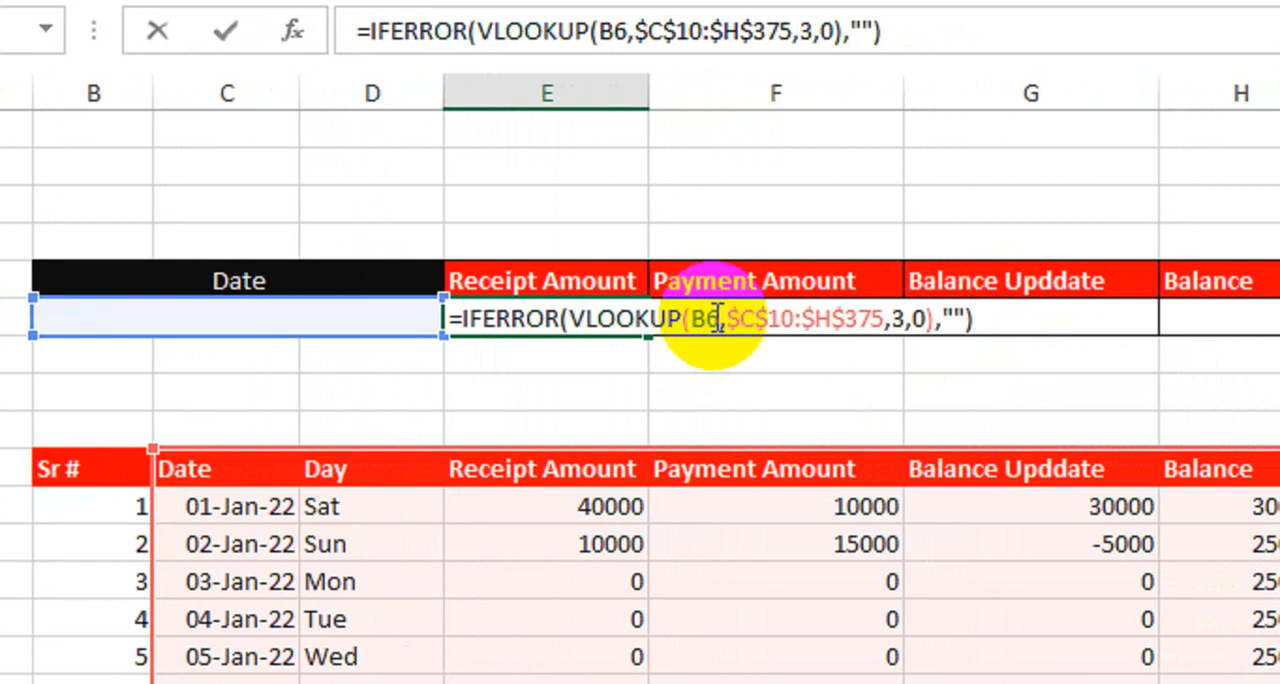 fx =IFERROR(VLOOKUP(B6,$C$10:$H$375,3,0),"")
B C D E F G H
Date Receipt Amount Payment Amount Balance Upddate Balance
=IFERROR(VLOOKUP(B6,$C$10:$H$375,3,0),"")
Sr # Date Day Receipt Amount Payment Amount Balance Upddate Balance
1 01-Jan-22 Sat 40000 10000 30000
2 02-Jan-22 Sun 10000 15000 -5000
3 03-Jan-22 Mon 0 0 0
4 04-Jan-22 Tue 0 0 0
5 05-Jan-22 Wed 0 0 0